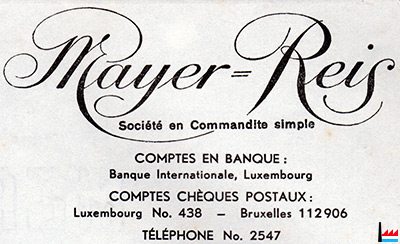 Mayer=Reis
Société en Commandite simple
COMPTES EN BANQUE :
Banque Internationale, Luxembourg
COMPTES CHÈQUES POSTAUX :
Luxembourg No. 438 – Bruxelles 112906
TÉLÉPHONE No. 2547